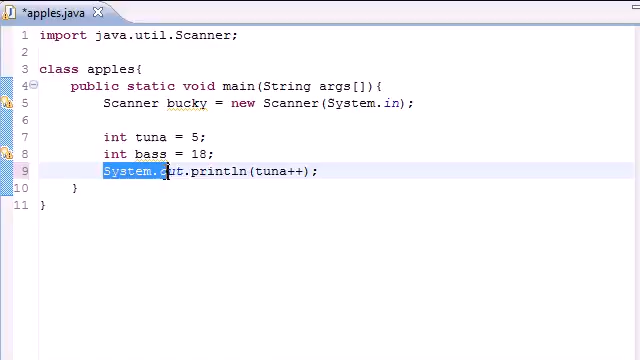 *apples.java
1 import java.util.Scanner;
2
3 class apples{
4 public static void main(String args[]){
5 Scanner bucky = new Scanner(System.in);
6
7 int tuna = 5;
8 int bass = 18;
9 System.out.println(tuna++);
10 }
11 }